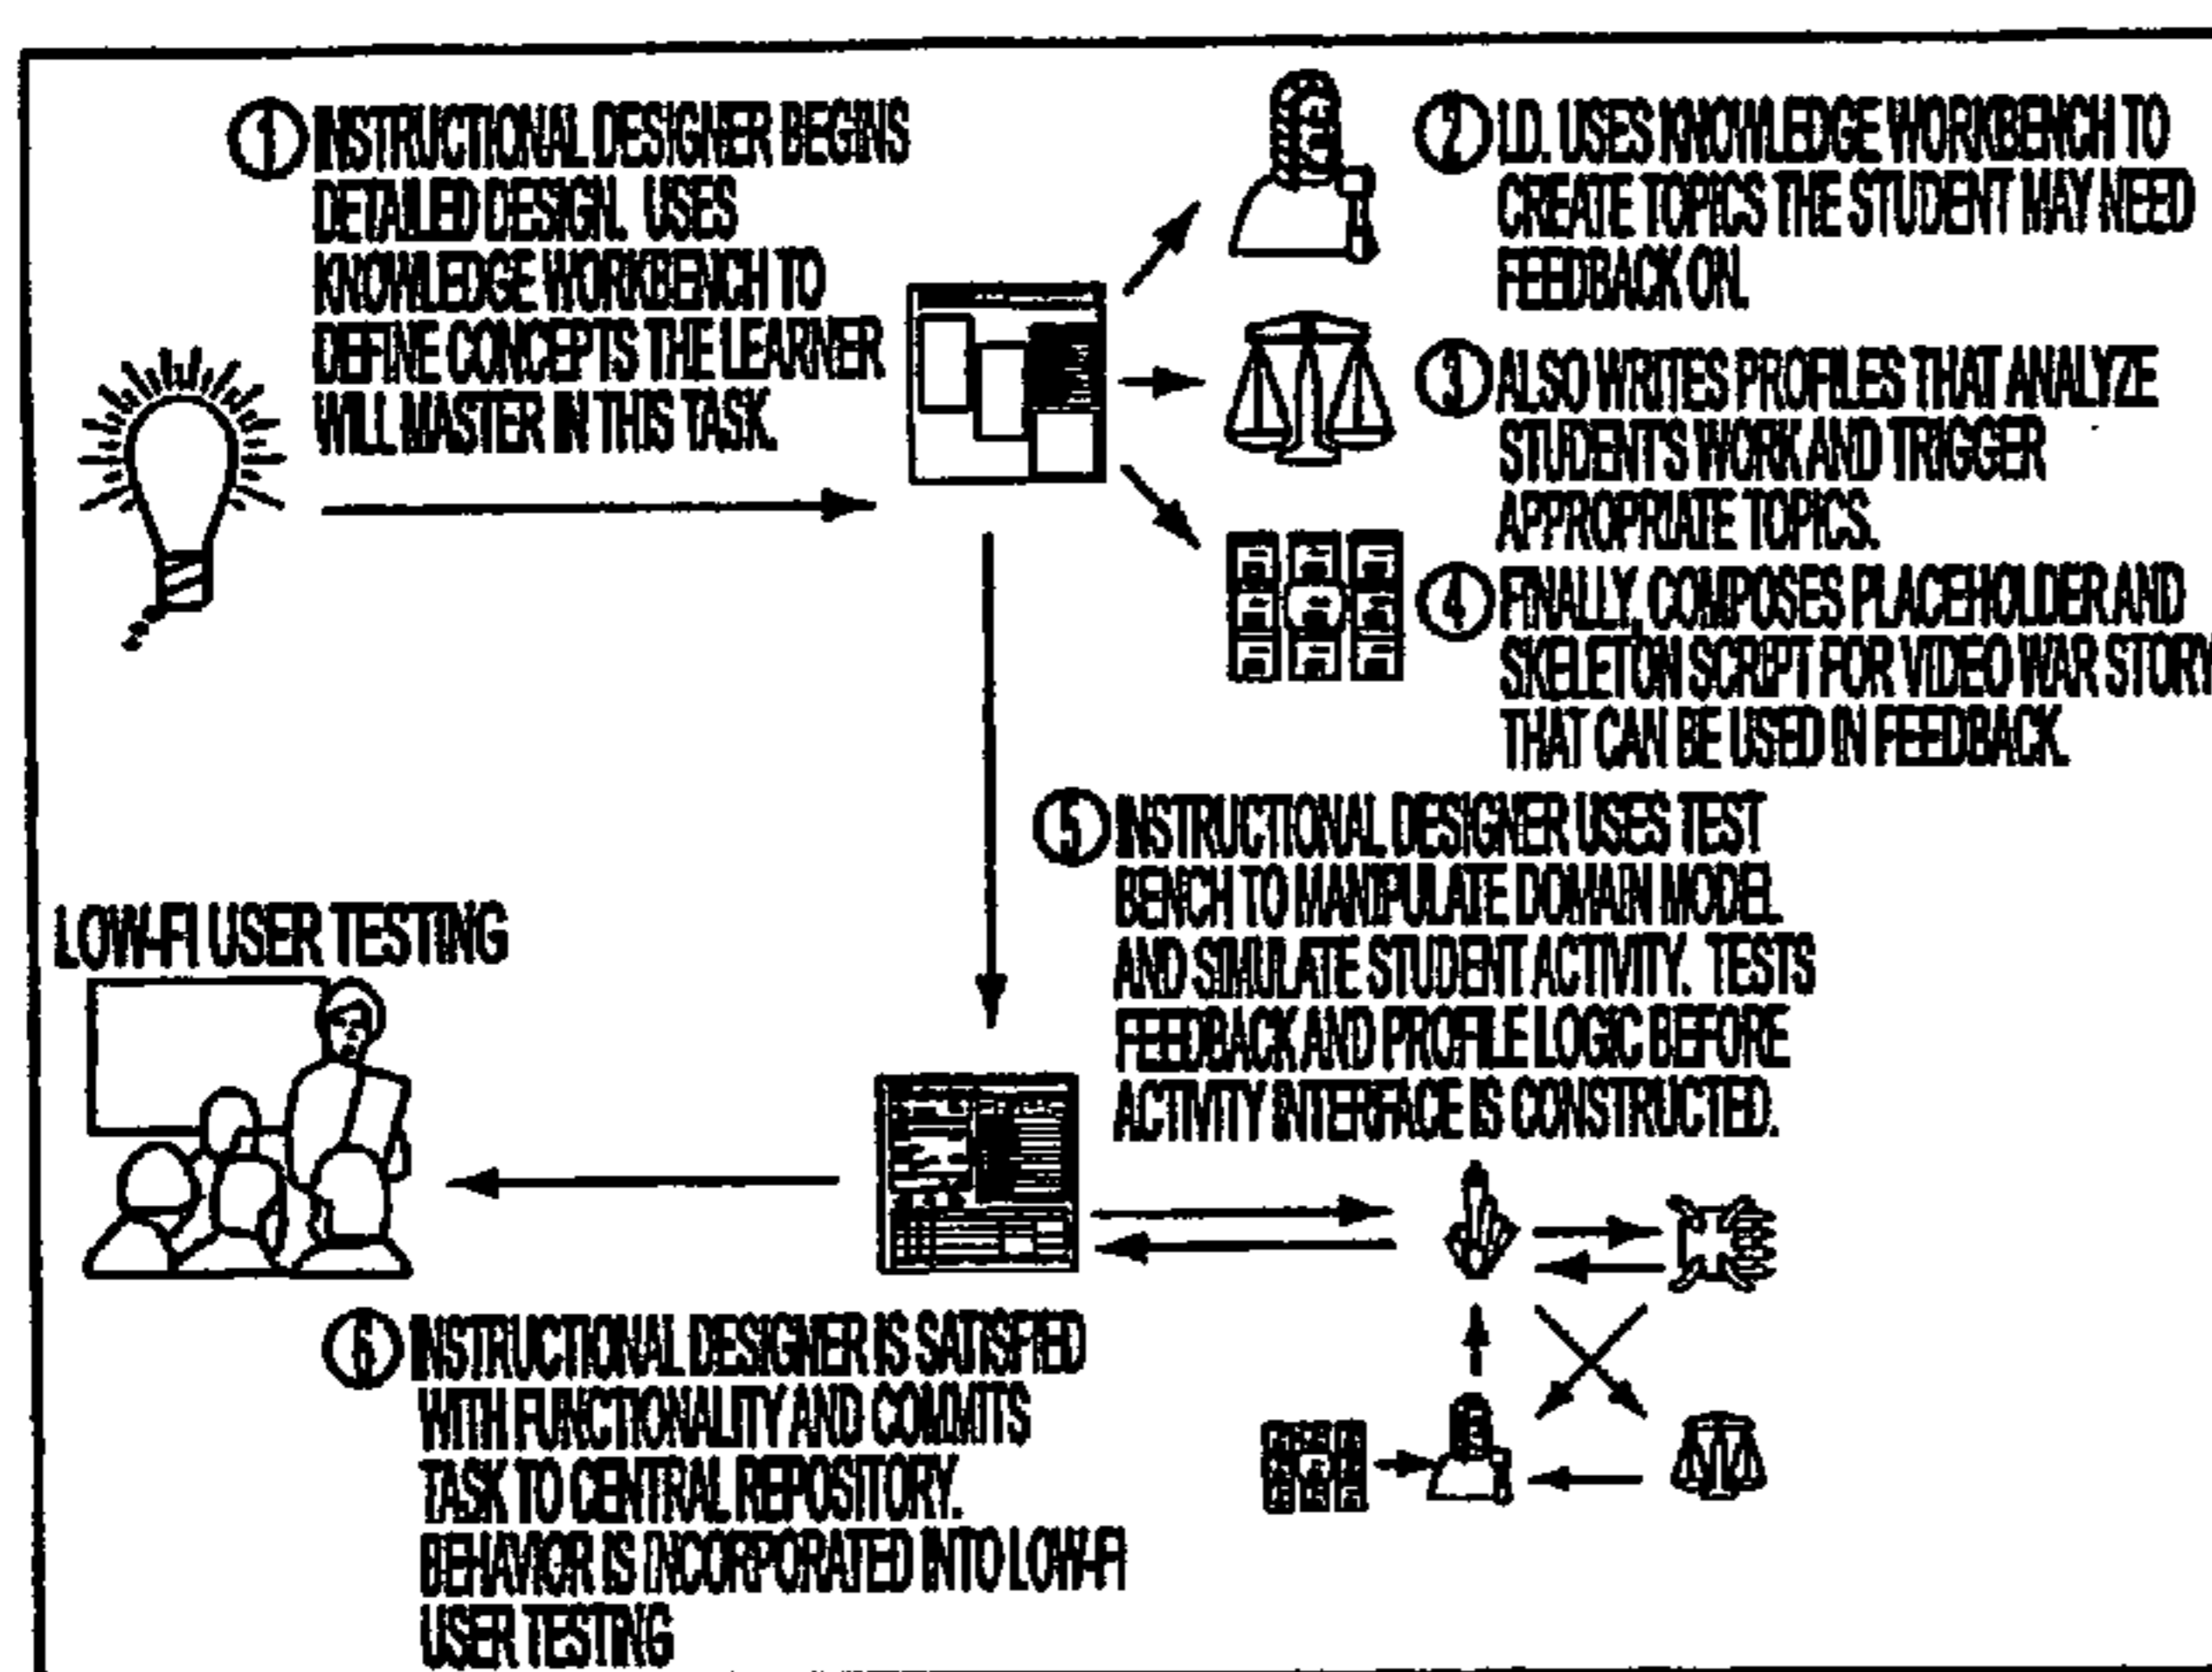 ① INSTRUCTIONAL DESIGNER BEGINS
DETAILED DESIGN. USES
KNOWLEDGE WORKBENCH TO
DEFINE CONCEPTS THE LEARNER
WILL MASTER IN THIS TASK.
② I.D. USES KNOWLEDGE WORKBENCH TO
CREATE TOPICS THE STUDENT MAY NEED
FEEDBACK ON.
③ ALSO WRITES PROFILES THAT ANALYZE
STUDENT'S WORK AND TRIGGER
APPROPRIATE TOPICS.
④ FINALLY, COMPOSES PLACEHOLDER AND
SKELETON SCRIPT FOR VIDEO WAR STORY
THAT CAN BE USED IN FEEDBACK.
⑤ INSTRUCTIONAL DESIGNER USES TEST
BENCH TO MANIPULATE DOMAIN MODEL
AND SIMULATE STUDENT ACTIVITY. TESTS
FEEDBACK AND PROFILE LOGIC BEFORE
ACTIVITY INTERFACE IS CONSTRUCTED.
LOW-FI USER TESTING
⑥ INSTRUCTIONAL DESIGNER IS SATISFIED
WITH FUNCTIONALITY AND COMMITS
TASK TO CENTRAL REPOSITORY.
BEHAVIOR IS INCORPORATED INTO LOW-FI
USER TESTING